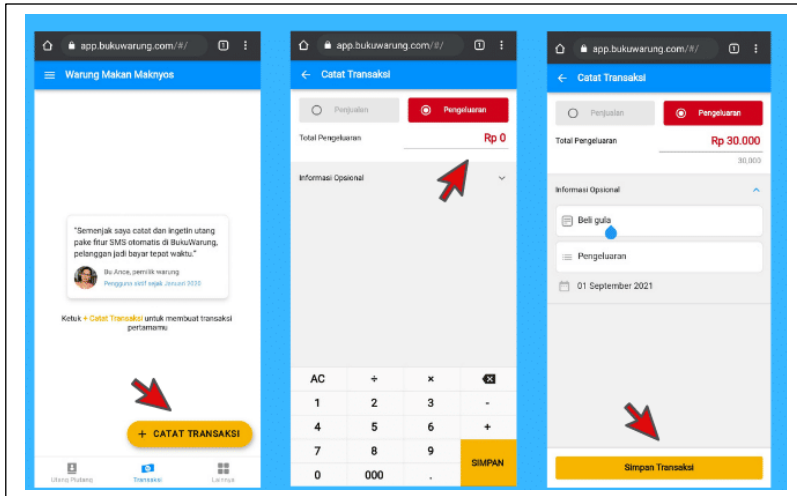 app.bukuwarung.com/#/
1
Warung Makan Maknyos
"Semenjak saya catat dan ingetin utang
pake fitur SMS otomatis di BukuWarung,
pelanggan jadi bayar tepat waktu."
Bu Ance, pemilik warung
Pengguna aktif sejak Januari 2020
Ketuk + Catat Transaksi untuk membuat transaksi
pertamamu
+ CATAT TRANSAKSI
Utang Piutang
Transaksi
Lainnya
app.bukuwarung.com/#/
1
Catat Transaksi
Penjualan
Pengeluaran
Total Pengeluaran
Rp 0
Informasi Opsional
AC ÷ ×
1 2 3 -
4 5 6 +
7 8 9
SIMPAN
0 000 .
app.bukuwarung.com/#/
1
Catat Transaksi
Penjualan
Pengeluaran
Total Pengeluaran
Rp 30.000
30,000
Informasi Opsional
Beli gula
Pengeluaran
01 September 2021
Simpan Transaksi